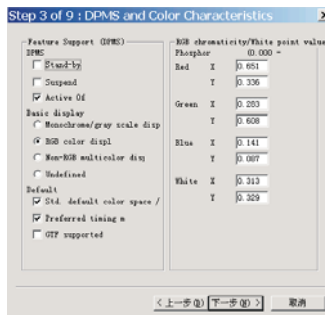 Step 3 of 9 : DPMS and Color Characteristics
Feature Support (DPMS)
DPMS
Stand-by
Suspend
Active Of
Basic display
Monochrome/gray scale disp
RGB color displ
Non-RGB multicolor disp
Undefined
Default
Std. default color space /
Preferred timing m
GTF supported
RGB chromaticity/White point value
Phosphor (0.000 -
Red X 0.651
Y 0.336
Green X 0.283
Y 0.608
Blue X 0.141
Y 0.087
White X 0.313
Y 0.329
< 上一步(B) 下一步(N) > 取消